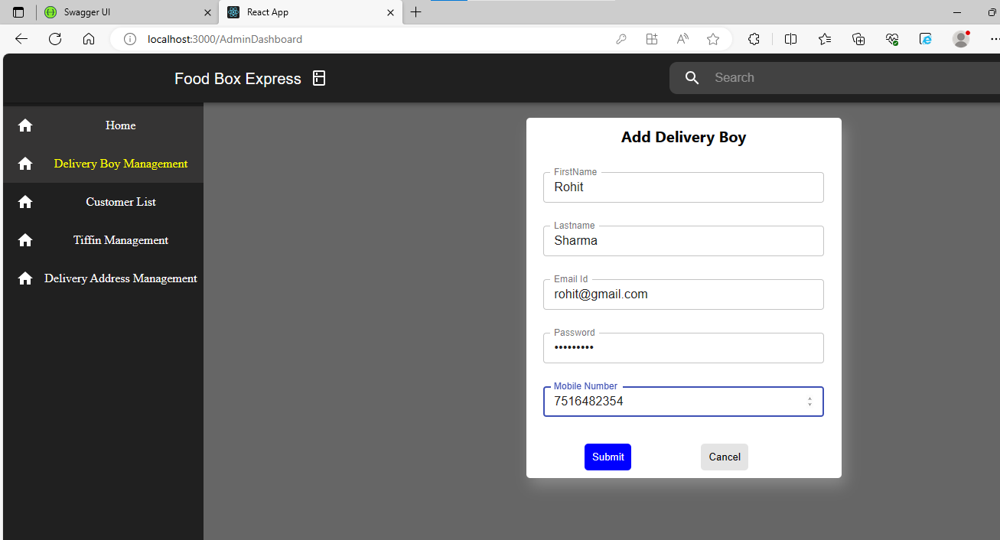 Swagger UI
React App
localhost:3000/AdminDashboard
Food Box Express
Search
Home
Delivery Boy Management
Customer List
Tiffin Management
Delivery Address Management
Add Delivery Boy
FirstName
Rohit
Lastname
Sharma
Email Id
rohit@gmail.com
Password
•••••••••
Mobile Number
7516482354
Submit Cancel